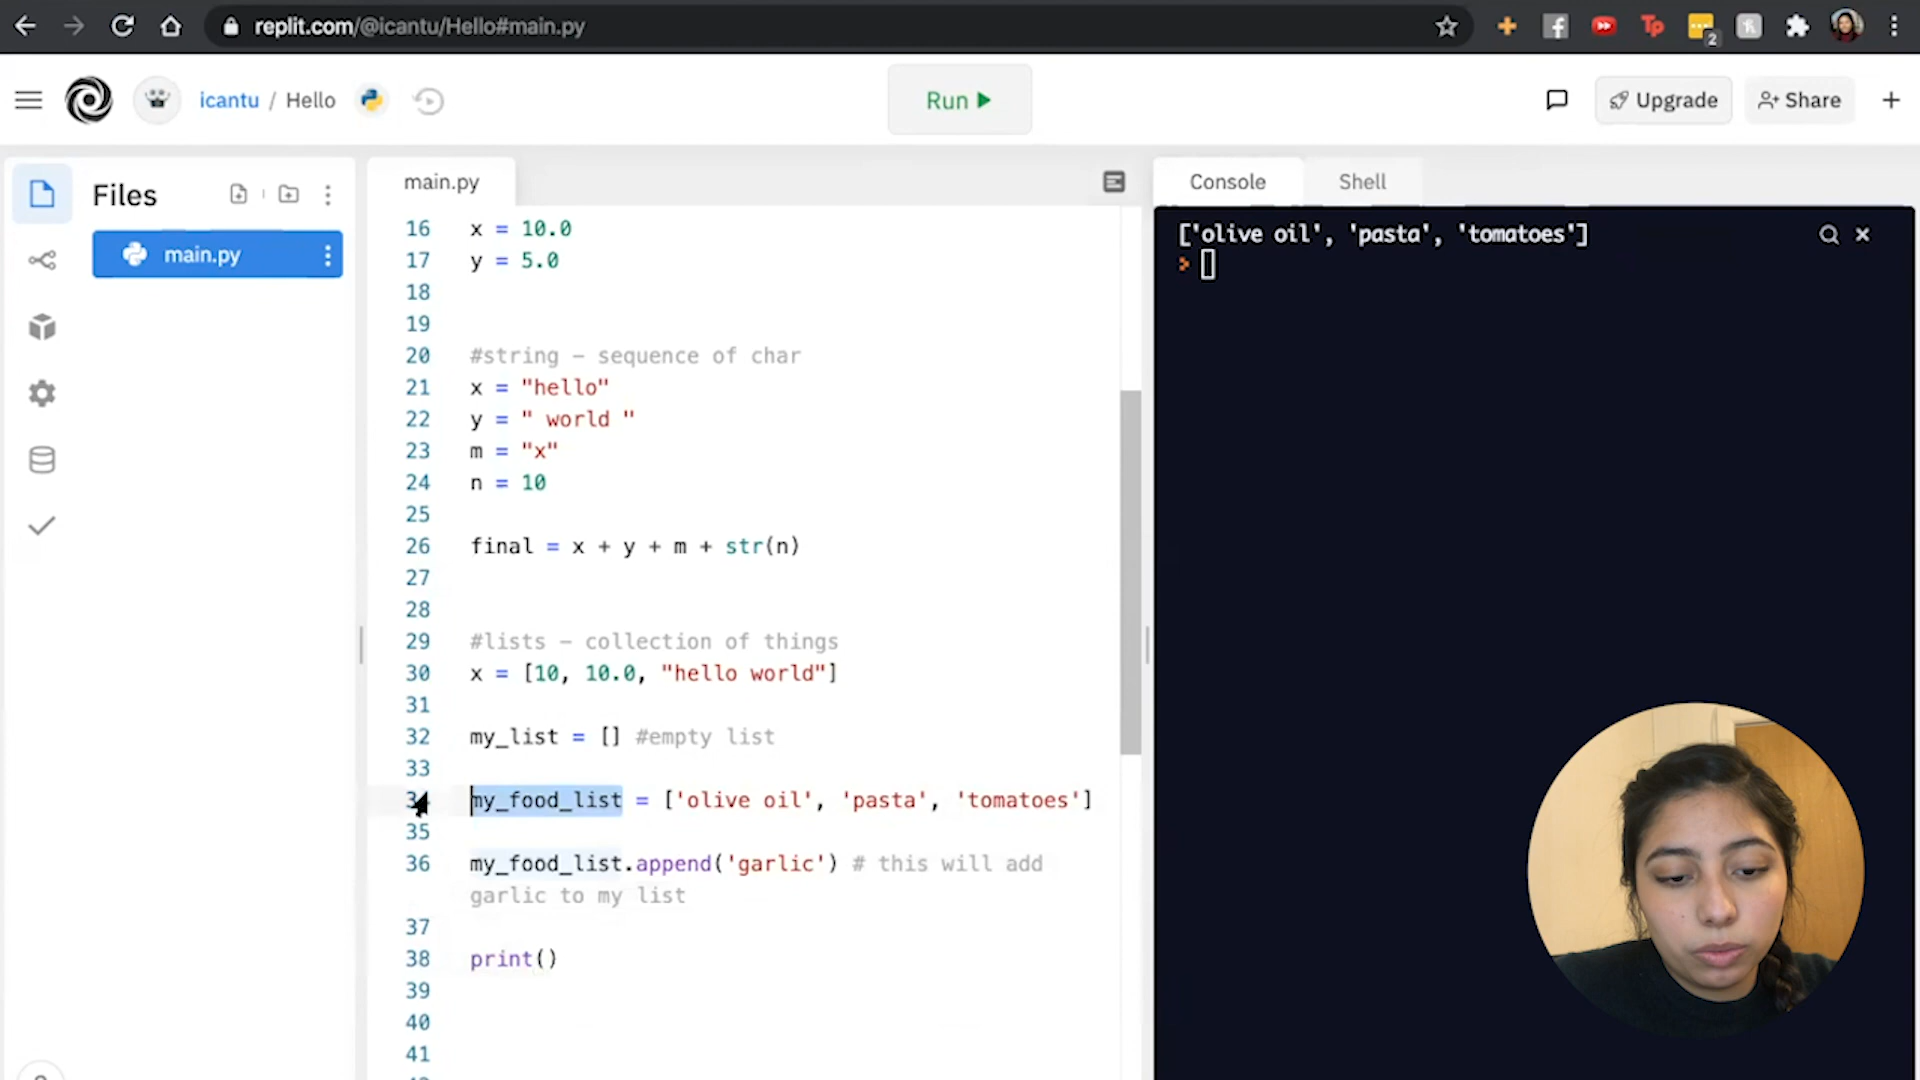 replit.com/@icantu/Hello#main.py
Tp
2
icantu / Hello
Run
Upgrade
Share
Files
main.py
main.py
Console
Shell
16 x = 10.0
17 y = 5.0
18
19
20 #string – sequence of char
21 x = "hello"
22 y = " world "
23 m = "x"
24 n = 10
25
26 final = x + y + m + str(n)
27
28
29 #lists – collection of things
30 x = [10, 10.0, "hello world"]
31
32 my_list = [] #empty list
33
34 my_food_list = ['olive oil', 'pasta', 'tomatoes']
35
36 my_food_list.append('garlic') # this will add
garlic to my list
37
38 print()
39
40
41
['olive oil', 'pasta', 'tomatoes']
>